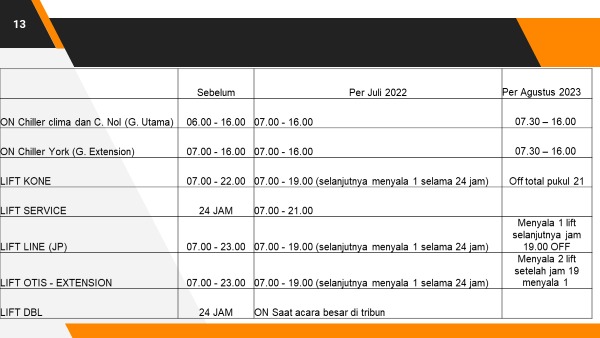 13
Sebelum Per Juli 2022 Per Agustus 2023
ON Chiller clima dan C. Nol (G. Utama) 06.00 - 16.00 07.00 - 16.00 07.30 – 16.00
ON Chiller York (G. Extension) 07.00 - 16.00 07.00 - 16.00 07.30 – 16.00
LIFT KONE 07.00 - 22.00 07.00 - 19.00 (selanjutnya menyala 1 selama 24 jam) Off total pukul 21
LIFT SERVICE 24 JAM 07.00 - 21.00
LIFT LINE (JP) 07.00 - 23.00 07.00 - 19.00 (selanjutnya menyala 1 selama 24 jam) Menyala 1 lift
selanjutnya jam
19.00 OFF
LIFT OTIS - EXTENSION 07.00 - 23.00 07.00 - 19.00 (selanjutnya menyala 1 selama 24 jam) Menyala 2 lift
setelah jam 19
menyala 1
LIFT DBL 24 JAM ON Saat acara besar di tribun